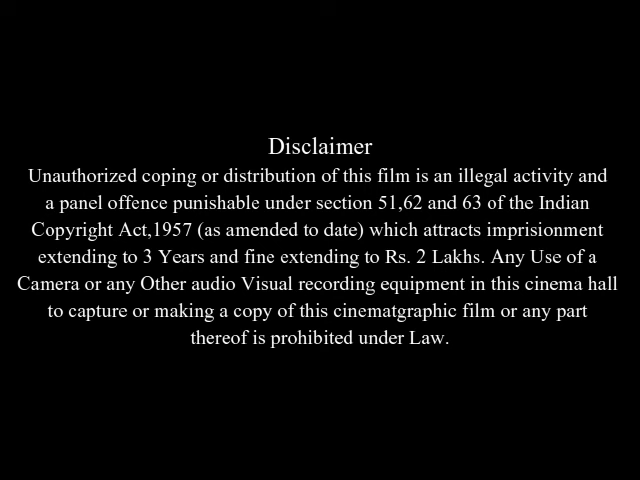 Disclaimer
Unauthorized coping or distribution of this film is an illegal activity and
a panel offence punishable under section 51,62 and 63 of the Indian
Copyright Act,1957 (as amended to date) which attracts imprisionment
extending to 3 Years and fine extending to Rs. 2 Lakhs. Any Use of a
Camera or any Other audio Visual recording equipment in this cinema hall
to capture or making a copy of this cinematgraphic film or any part
thereof is prohibited under Law.